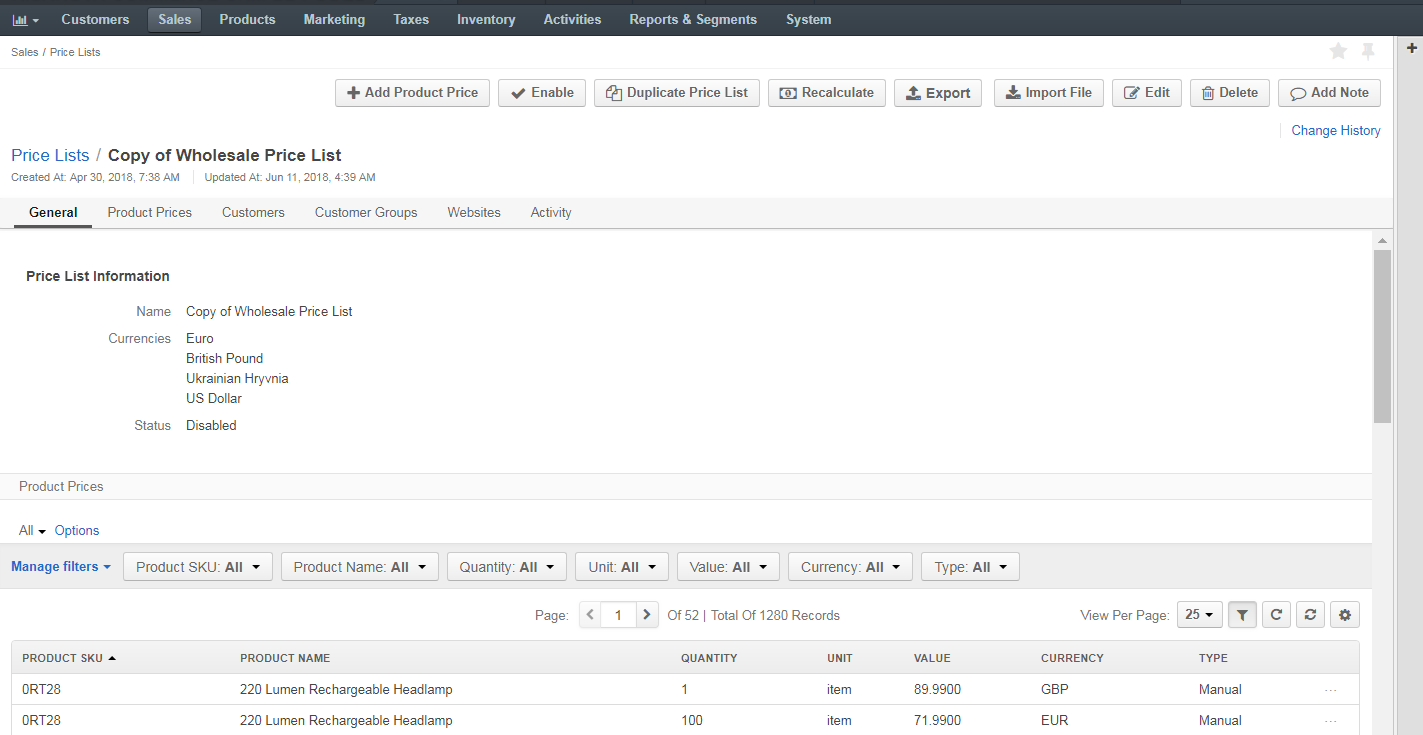 Customers Sales Products Marketing Taxes Inventory Activities Reports & Segments System
Sales / Price Lists
Add Product Price Enable Duplicate Price List Recalculate Export Import File Edit Delete Add Note
Change History
Price Lists / Copy of Wholesale Price List
Created At: Apr 30, 2018, 7:38 AM Updated At: Jun 11, 2018, 4:39 AM
General Product Prices Customers Customer Groups Websites Activity
Price List Information
Name Copy of Wholesale Price List
Currencies Euro
British Pound
Ukrainian Hryvnia
US Dollar
Status Disabled
Product Prices
All Options
Manage filters Product SKU: All Product Name: All Quantity: All Unit: All Value: All Currency: All Type: All
Page: 1 Of 52 | Total Of 1280 Records View Per Page: 25
PRODUCT SKU PRODUCT NAME QUANTITY UNIT VALUE CURRENCY TYPE
0RT28 220 Lumen Rechargeable Headlamp 1 item 89.9900 GBP Manual ...
0RT28 220 Lumen Rechargeable Headlamp 100 item 71.9900 EUR Manual ...